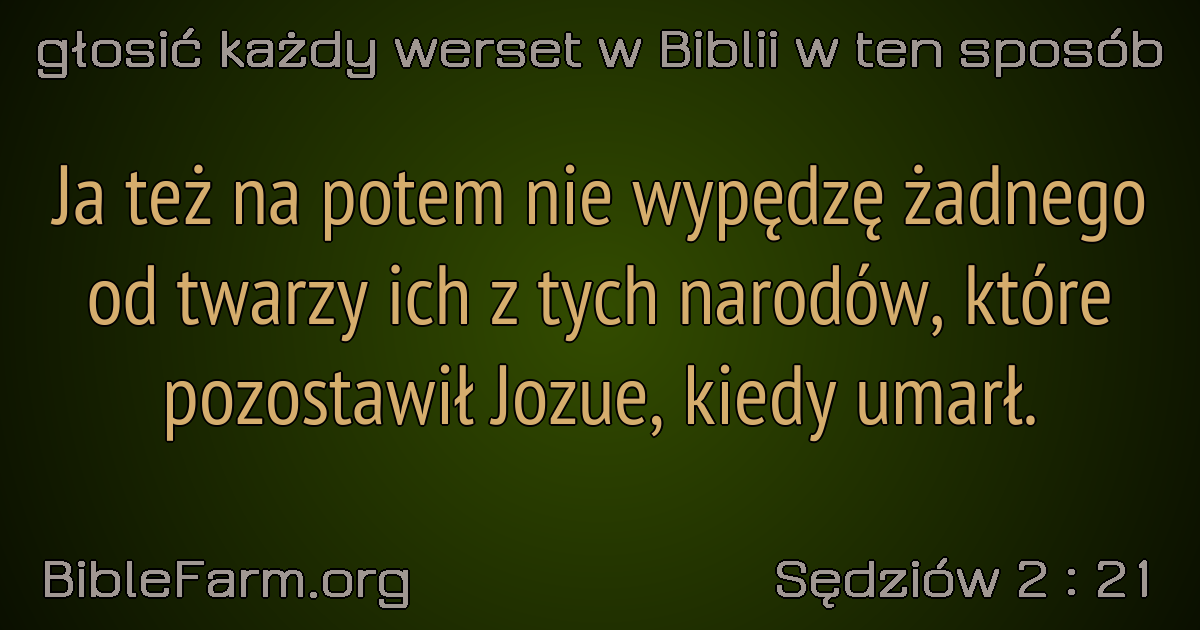 głosić każdy werset w Biblii w ten sposób
Ja też na potem nie wypędzę żadnego
od twarzy ich z tych narodów, które
pozostawił Jozue, kiedy umarł.
BibleFarm.org
Sędziów 2 : 21